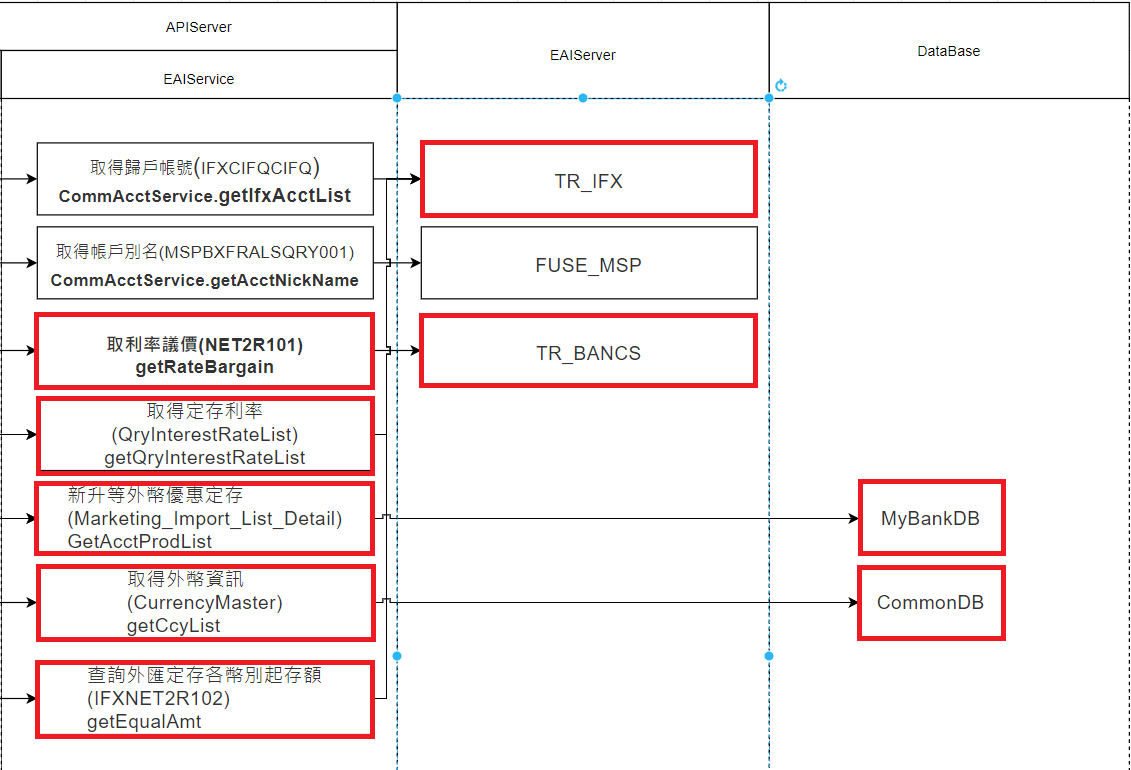 APIServer
EAIService
EAIServer
DataBase
取得歸戶帳號(IFXCIFQCIFQ)
CommAcctService.getIfxAcctList
TR_IFX
取得帳戶別名(MSPBXFRALSQRY001)
CommAcctService.getAcctNickName
FUSE_MSP
取利率議價(NET2R101)
getRateBargain
TR_BANCS
取得定存利率
(QryInterestRateList)
getQryInterestRateList
新升等外幣優惠定存
(Marketing_Import_List_Detail)
GetAcctProdList
MyBankDB
取得外幣資訊
(CurrencyMaster)
getCcyList
CommonDB
查詢外匯定存各幣別起存額
(IFXNET2R102)
getEqualAmt